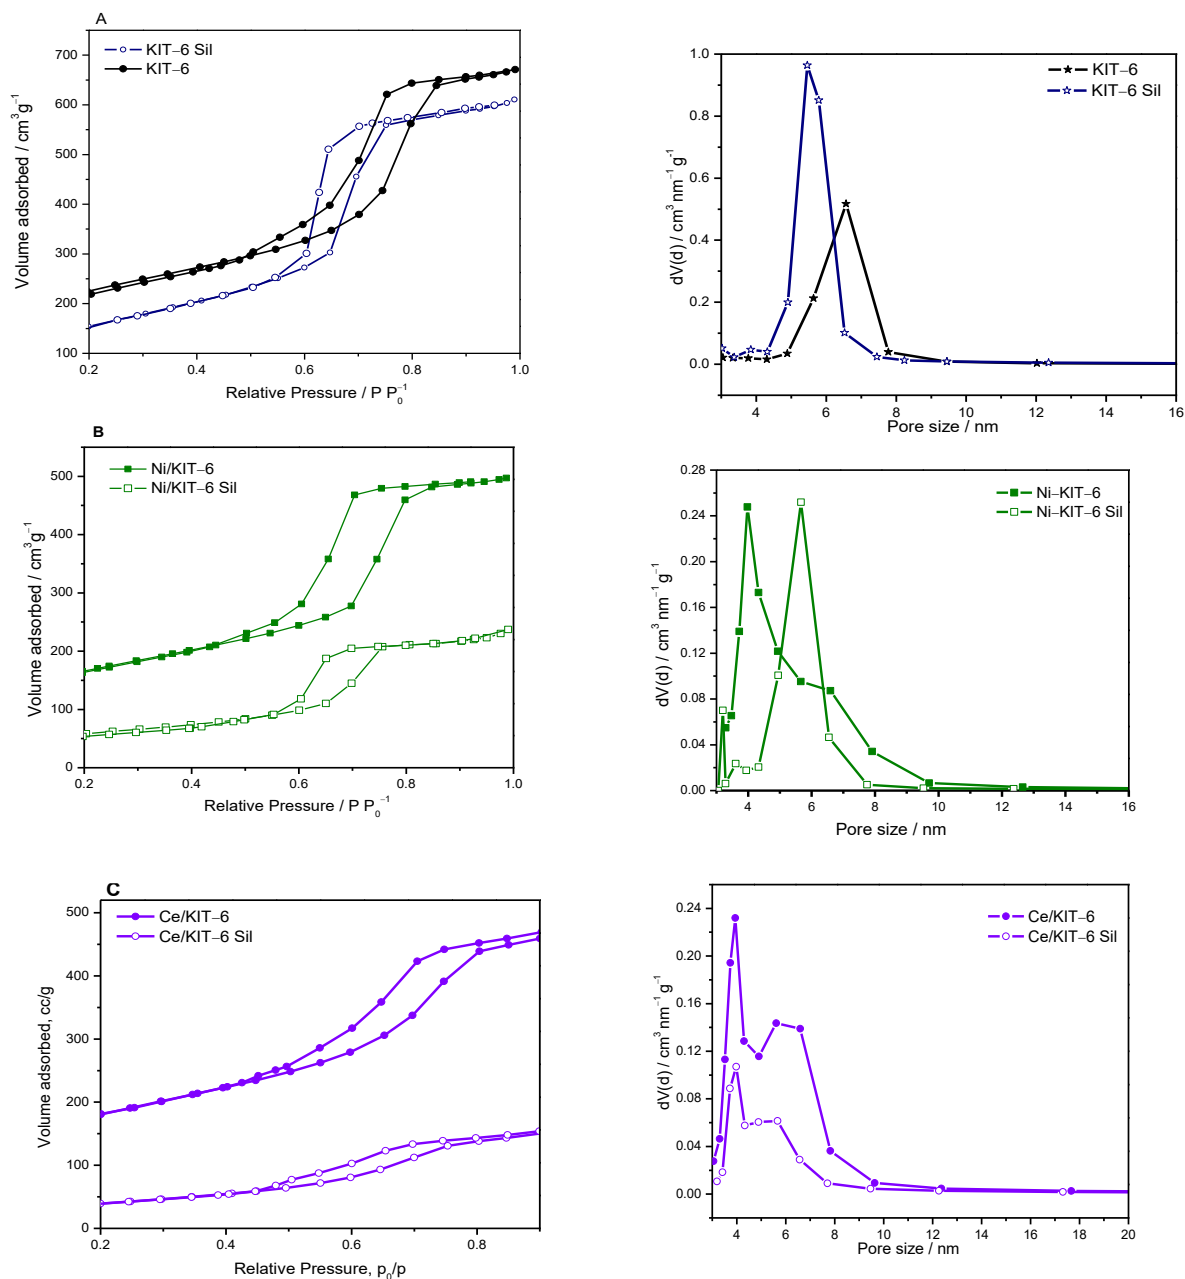 A
KIT–6 Sil
KIT–6
700
600
500
400
300
200
100
0.2
0.4
0.6
0.8
1.0
Volume adsorbed / cm³g⁻¹
Relative Pressure / P P₀⁻¹
KIT–6
KIT–6 Sil
1.0
0.8
0.6
0.4
0.2
0.0
4
6
8
10
12
14
16
dV(d) / cm³ nm⁻¹ g⁻¹
Pore size / nm
B
Ni/KIT–6
Ni/KIT–6 Sil
500
400
300
200
100
0
0.2
0.4
0.6
0.8
1.0
Volume adsorbed / cm³g⁻¹
Relative Pressure / P P₀⁻¹
Ni–KIT–6
Ni–KIT–6 Sil
0.28
0.24
0.20
0.16
0.12
0.08
0.04
0.00
4
6
8
10
12
14
16
dV(d) / cm³ nm⁻¹ g⁻¹
Pore size / nm
C
Ce/KIT–6
Ce/KIT–6 Sil
500
400
300
200
100
0
0.2
0.4
0.6
0.8
Volume adsorbed, cc/g
Relative Pressure, p₀/p
Ce/KIT–6
Ce/KIT–6 Sil
0.24
0.20
0.16
0.12
0.08
0.04
0.00
4
6
8
10
12
14
16
18
20
dV(d) / cm³ nm⁻¹ g⁻¹
Pore size / nm